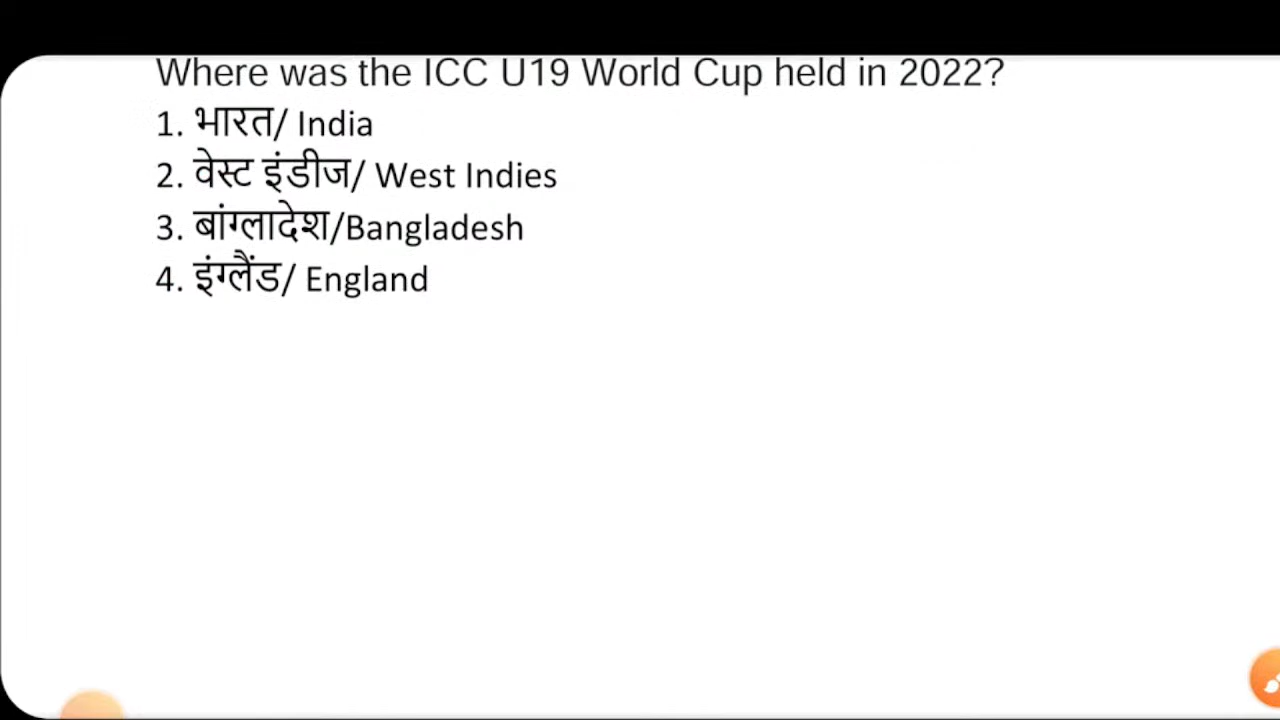 Where was the ICC U19 World Cup held in 2022?
1. भारत/ India
2. वेस्ट इंडीज/ West Indies
3. बांग्लादेश/Bangladesh
4. इंग्लैंड/ England